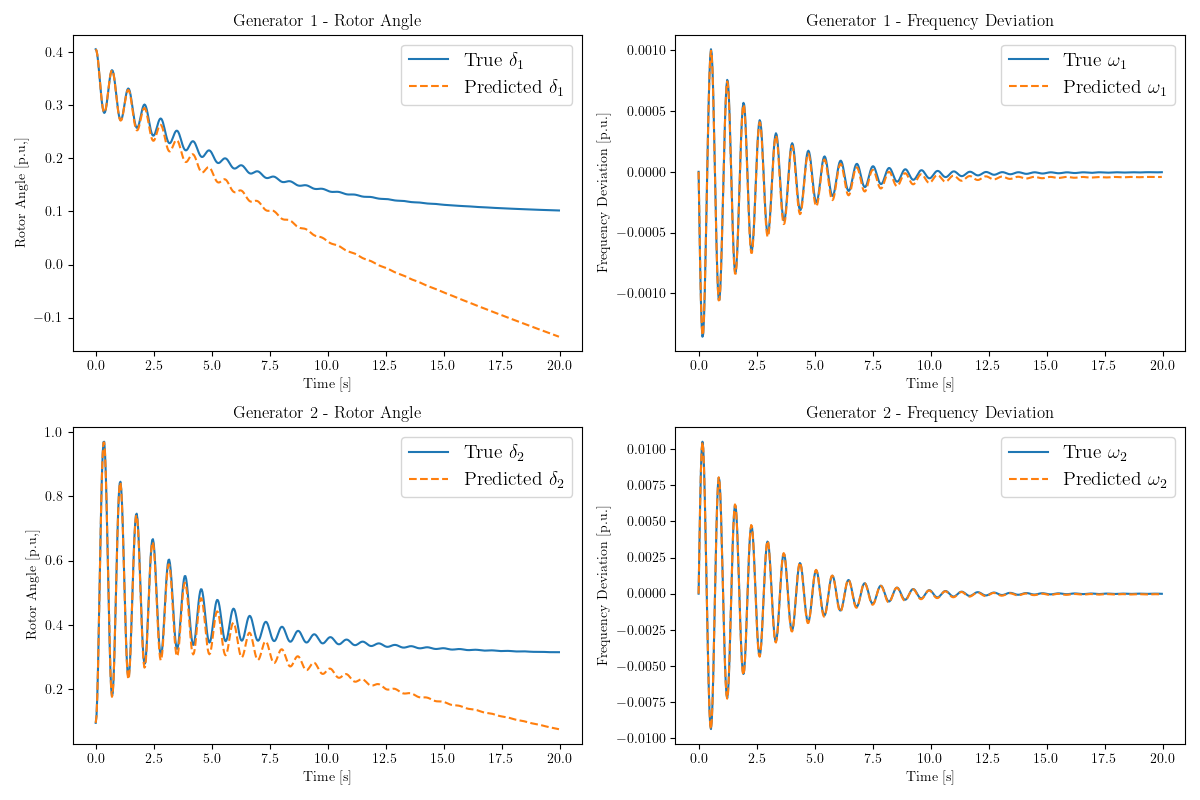 Generator 1 - Rotor Angle
Rotor Angle [p.u,]
0.4
0.3
0.2
0.1
0.0
−0.1
True δ1
Predicted δ1
0.0 2.5 5.0 7.5 10.0 12.5 15.0 17.5 20.0
Time [s]
Generator 1 - Frequency Deviation
Frequency Deviation [p.u.]
0.0010
0.0005
0.0000
−0.0005
−0.0010
True ω1
Predicted ω1
0.0 2.5 5.0 7.5 10.0 12.5 15.0 17.5 20.0
Time [s]
Generator 2 - Rotor Angle
Rotor Angle [p.u,]
1.0
0.8
0.6
0.4
0.2
True δ2
Predicted δ2
0.0 2.5 5.0 7.5 10.0 12.5 15.0 17.5 20.0
Time [s]
Generator 2 - Frequency Deviation
Frequency Deviation [p.u.]
0.0100
0.0075
0.0050
0.0025
0.0000
−0.0025
−0.0050
−0.0075
−0.0100
True ω2
Predicted ω2
0.0 2.5 5.0 7.5 10.0 12.5 15.0 17.5 20.0
Time [s]